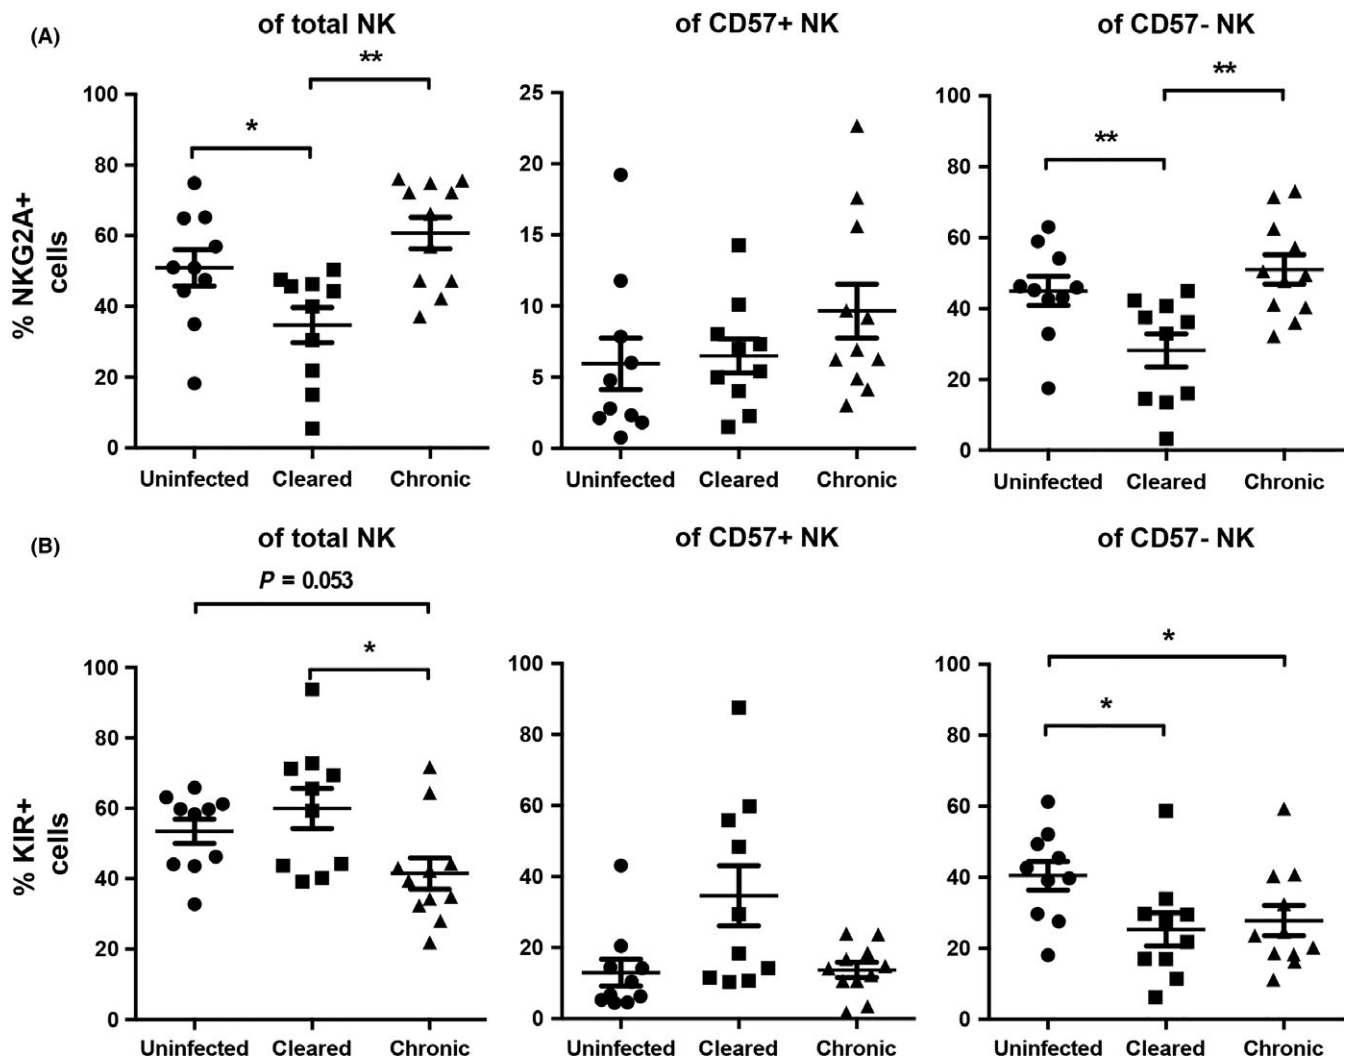 (A)
of total NK
of CD57+ NK
of CD57- NK
% NKG2A+
cells
*
**
**
**
100
80
60
40
20
0
25
20
15
10
5
0
100
80
60
40
20
0
Uninfected Cleared Chronic
Uninfected Cleared Chronic
Uninfected Cleared Chronic
(B)
of total NK
of CD57+ NK
of CD57- NK
% KIR+
cells
P = 0.053
*
*
*
100
80
60
40
20
0
100
80
60
40
20
0
100
80
60
40
20
0
Uninfected Cleared Chronic
Uninfected Cleared Chronic
Uninfected Cleared Chronic